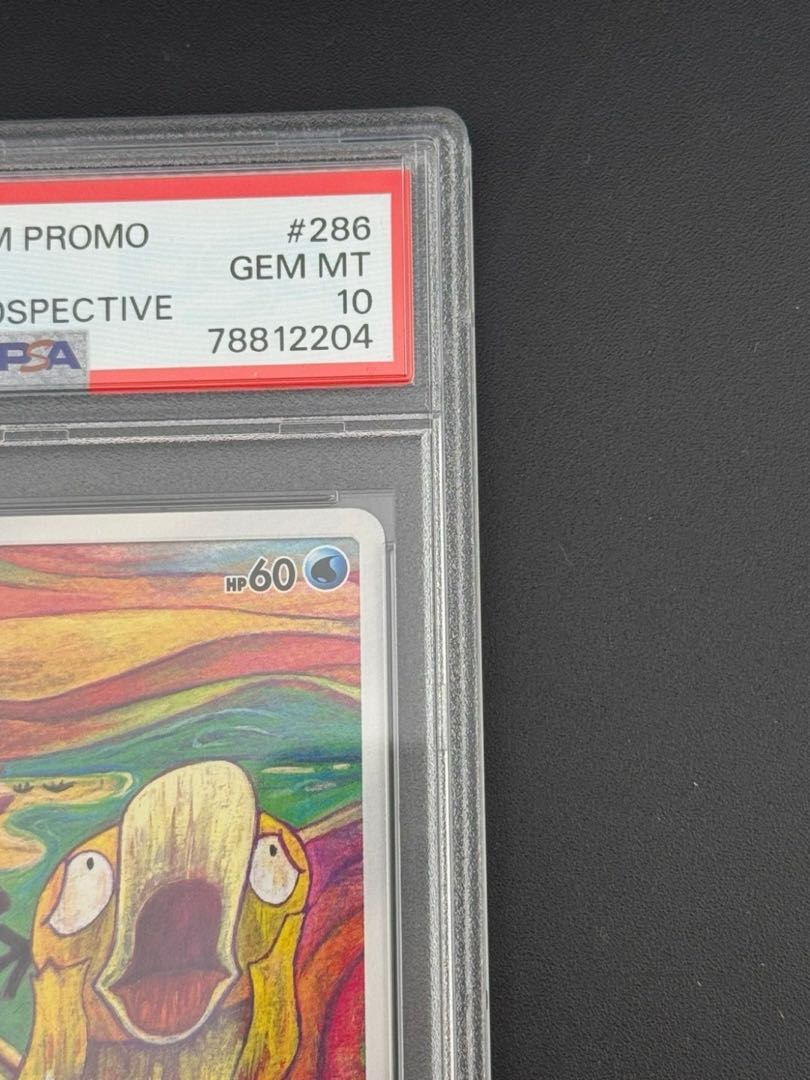 M PROMO #286
GEM MT
OSPECTIVE 10
PSA 78812204
HP60